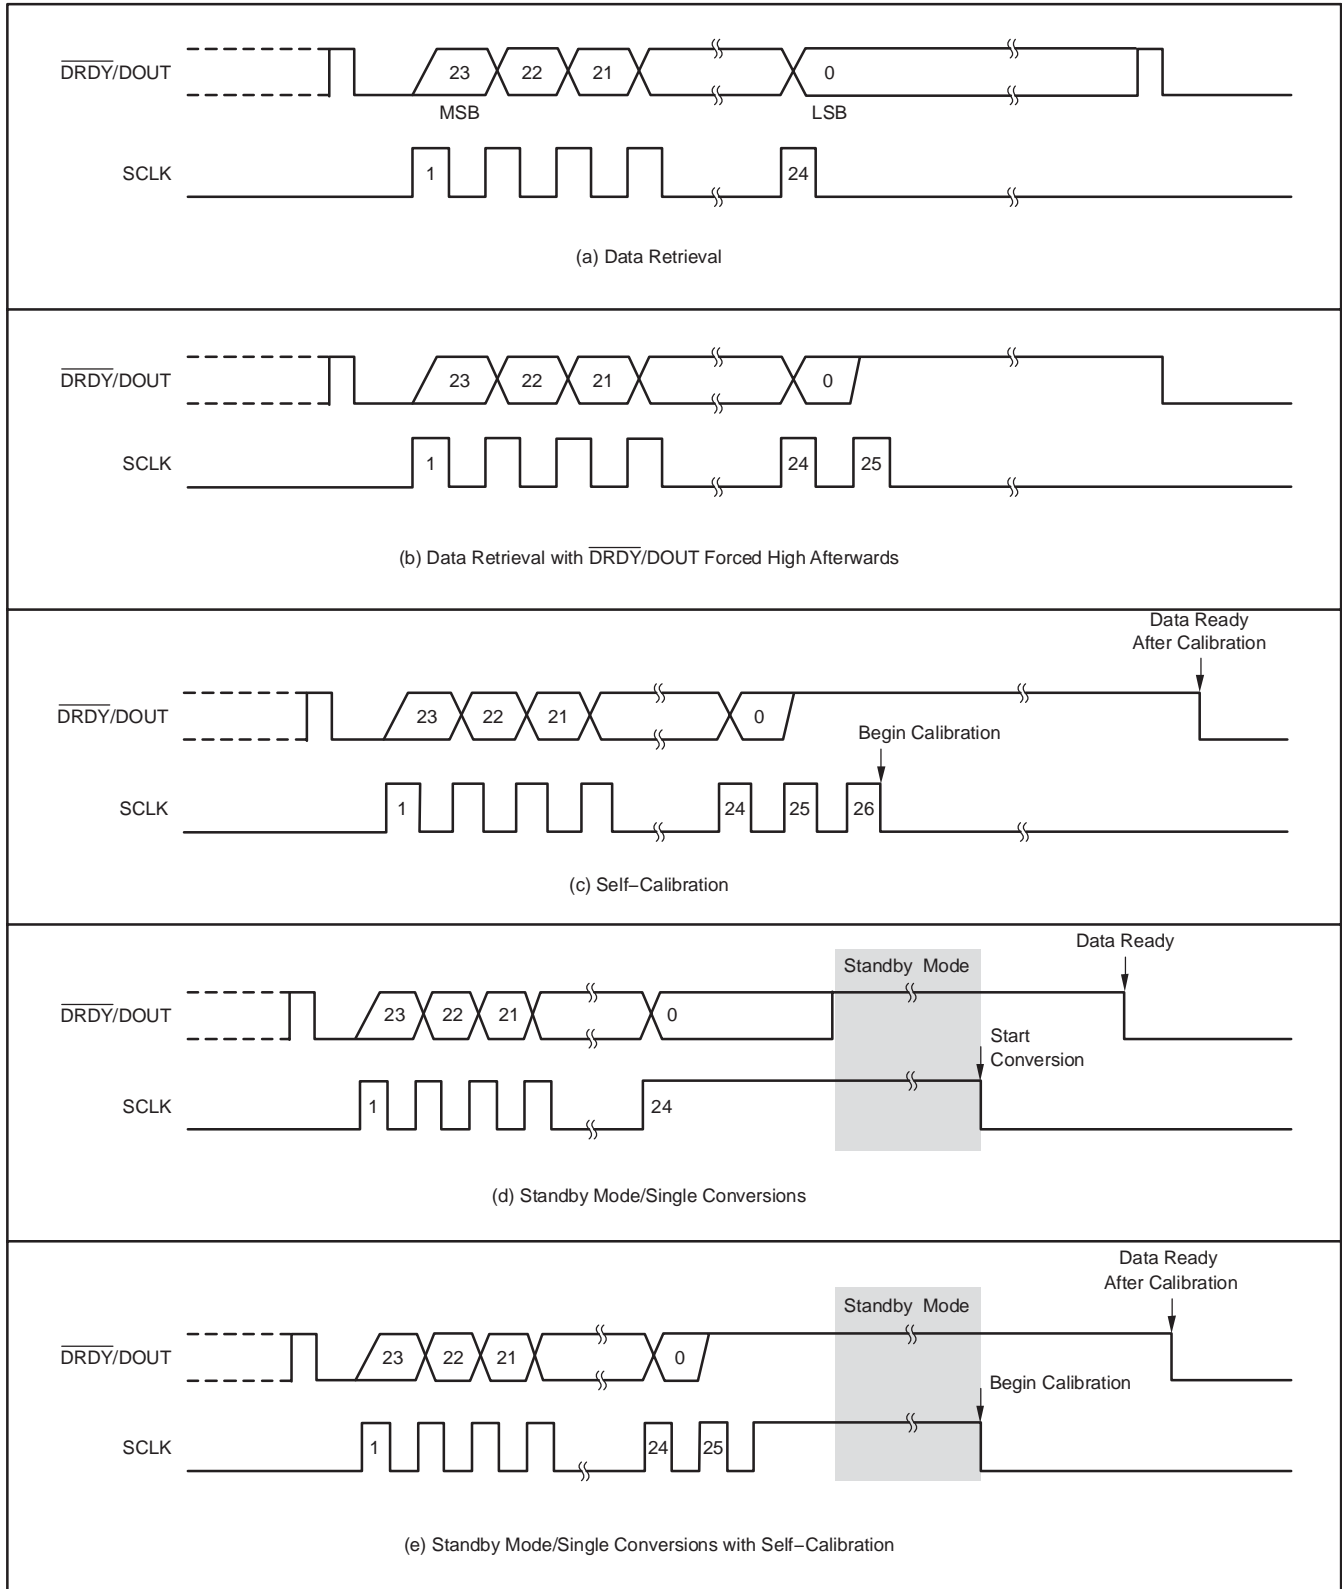 DRDY/DOUT 23 22 21 0
MSB LSB
SCLK 1 24
(a) Data Retrieval
DRDY/DOUT 23 22 21 0
SCLK 1 24 25
(b) Data Retrieval with DRDY/DOUT Forced High Afterwards
Data Ready
After Calibration
DRDY/DOUT 23 22 21 0
Begin Calibration
SCLK 1 24 25 26
(c) Self−Calibration
Data Ready
Standby Mode
DRDY/DOUT 23 22 21 0
Start
Conversion
SCLK 1 24
(d) Standby Mode/Single Conversions
Data Ready
After Calibration
Standby Mode
DRDY/DOUT 23 22 21 0
Begin Calibration
SCLK 1 24 25
(e) Standby Mode/Single Conversions with Self−Calibration